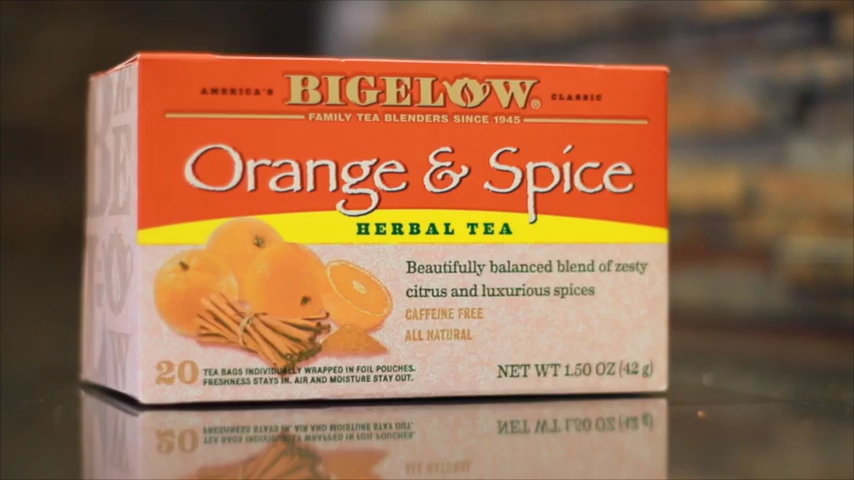 AMERICA'S BIGELOW® CLASSIC
FAMILY TEA BLENDERS SINCE 1945
Orange & Spice
HERBAL TEA
Beautifully balanced blend of zesty
citrus and luxurious spices
CAFFEINE FREE
ALL NATURAL
20 TEA BAGS INDIVIDUALLY WRAPPED IN FOIL POUCHES.
FRESHNESS STAYS IN. AIR AND MOISTURE STAY OUT.
NET WT 1.50 OZ (42 g)